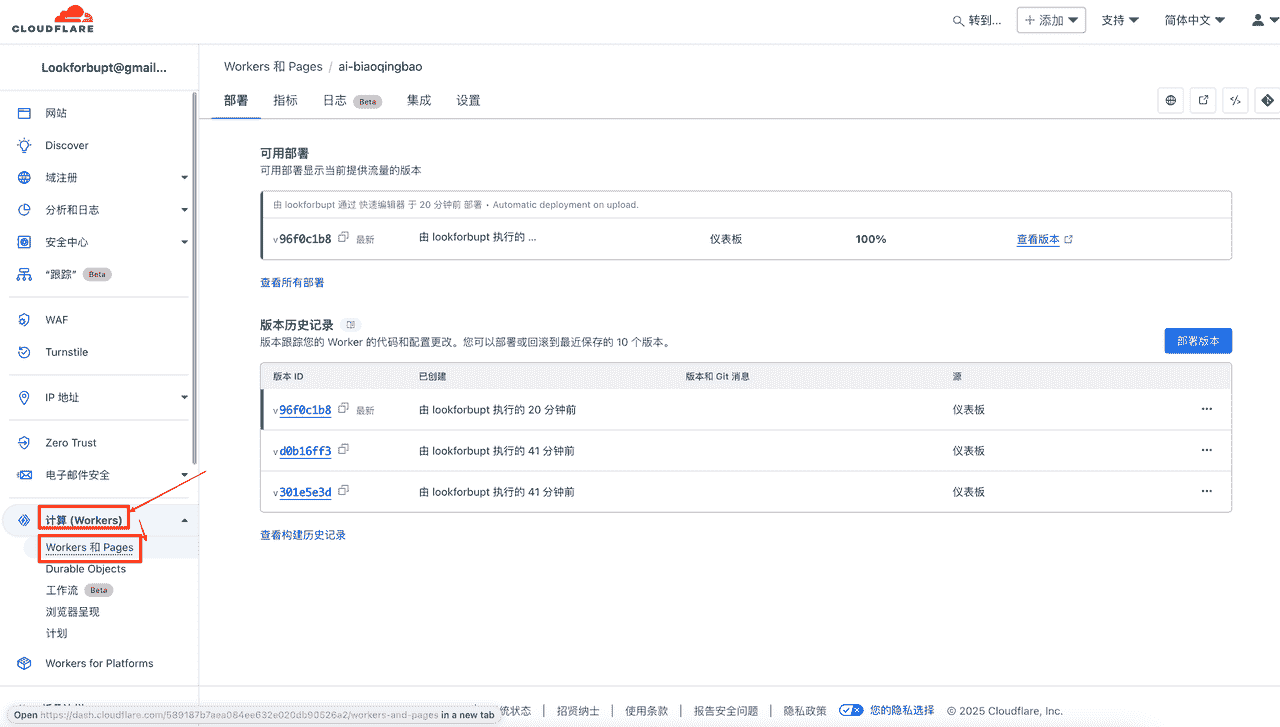 CLOUDFLARE
转到...
添加
支持
简体中文
Lookforbupt@gmail...
网站
Discover
域注册
分析和日志
安全中心
“跟踪” Beta
WAF
Turnstile
IP 地址
Zero Trust
电子邮件安全
计算 (Workers)
Workers 和 Pages
Durable Objects
工作流 Beta
浏览器呈现
计划
Workers for Platforms
Workers 和 Pages / ai-biaoqingbao
部署 指标 日志 Beta 集成 设置
可用部署
可用部署显示当前提供流量的版本
由 lookforbupt 通过 快速编辑器 于 20 分钟前 部署 • Automatic deployment on upload.
v 96f0c1b8 最新 由 lookforbupt 执行的 ... 仪表板 100% 查看版本
查看所有部署
版本历史记录
版本跟踪您的 Worker 的代码和配置更改。您可以部署或回滚到最近保存的 10 个版本。
部署版本
版本 ID 已创建 版本和 Git 消息 源
v 96f0c1b8 最新 由 lookforbupt 执行的 20 分钟前 仪表板 ...
v d0b16ff3 由 lookforbupt 执行的 41 分钟前 仪表板 ...
v 301e5e3d 由 lookforbupt 执行的 41 分钟前 仪表板 ...
查看构建历史记录
Open https://dash.cloudflare.com/589187b7aea084ee632e020db90526a2/workers-and-pages in a new tab
统状态 招贤纳士 使用条款 报告安全问题 隐私政策 您的隐私选择 © 2025 Cloudflare, Inc.